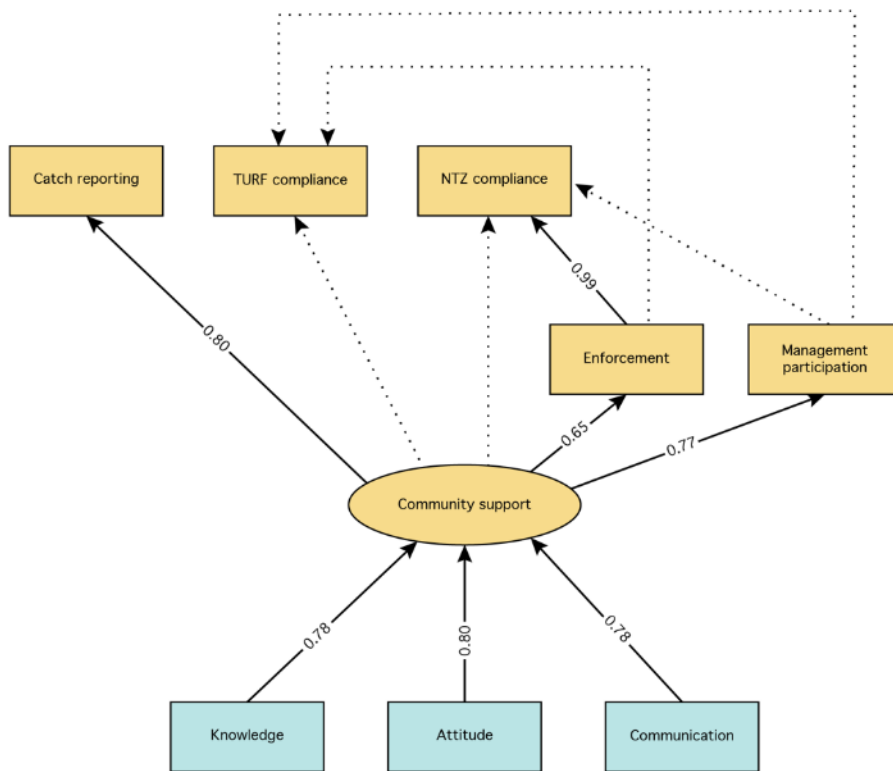 Catch reporting
TURF compliance
NTZ compliance
0.99
0.80
Enforcement
Management
participation
0.65
0.77
Community support
0.78
0.80
0.78
Knowledge
Attitude
Communication